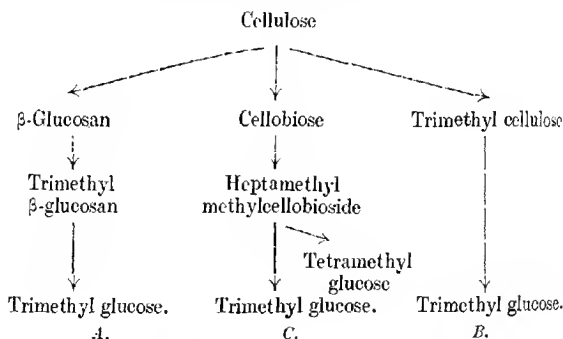 Cellulose
β-Glucosan
Cellobiose
Trimethyl cellulose
Trimethyl
β-glucosan
Heptamethyl
methylcellobioside
Tetramethyl
glucose
Trimethyl glucose.
Trimethyl glucose.
Trimethyl glucose.
A.
C.
B.